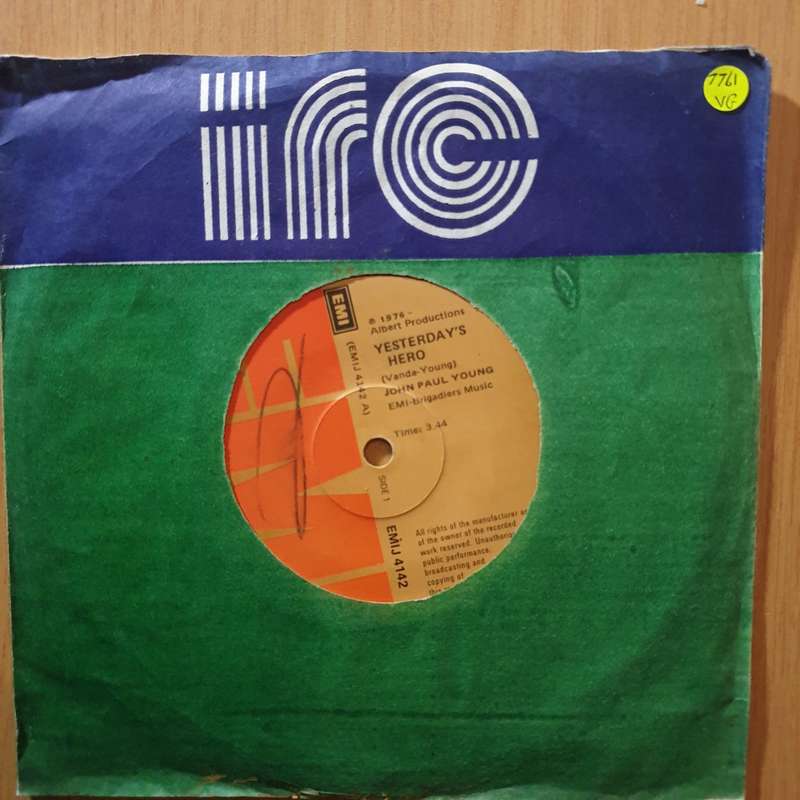 irc
7761
VG
EMI
(EMIJ 4142 A)
℗ 1976 -
Albert Productions
YESTERDAY'S
HERO
(Vanda-Young)
JOHN PAUL YOUNG
EMI-Brigadiers Music
Time: 3.44
SIDE 1
EMIJ 4142
All rights of the manufacturer
of the owner of the recorded
work reserved. Unauthoris-
public performance,
broadcasting and
copying of
this